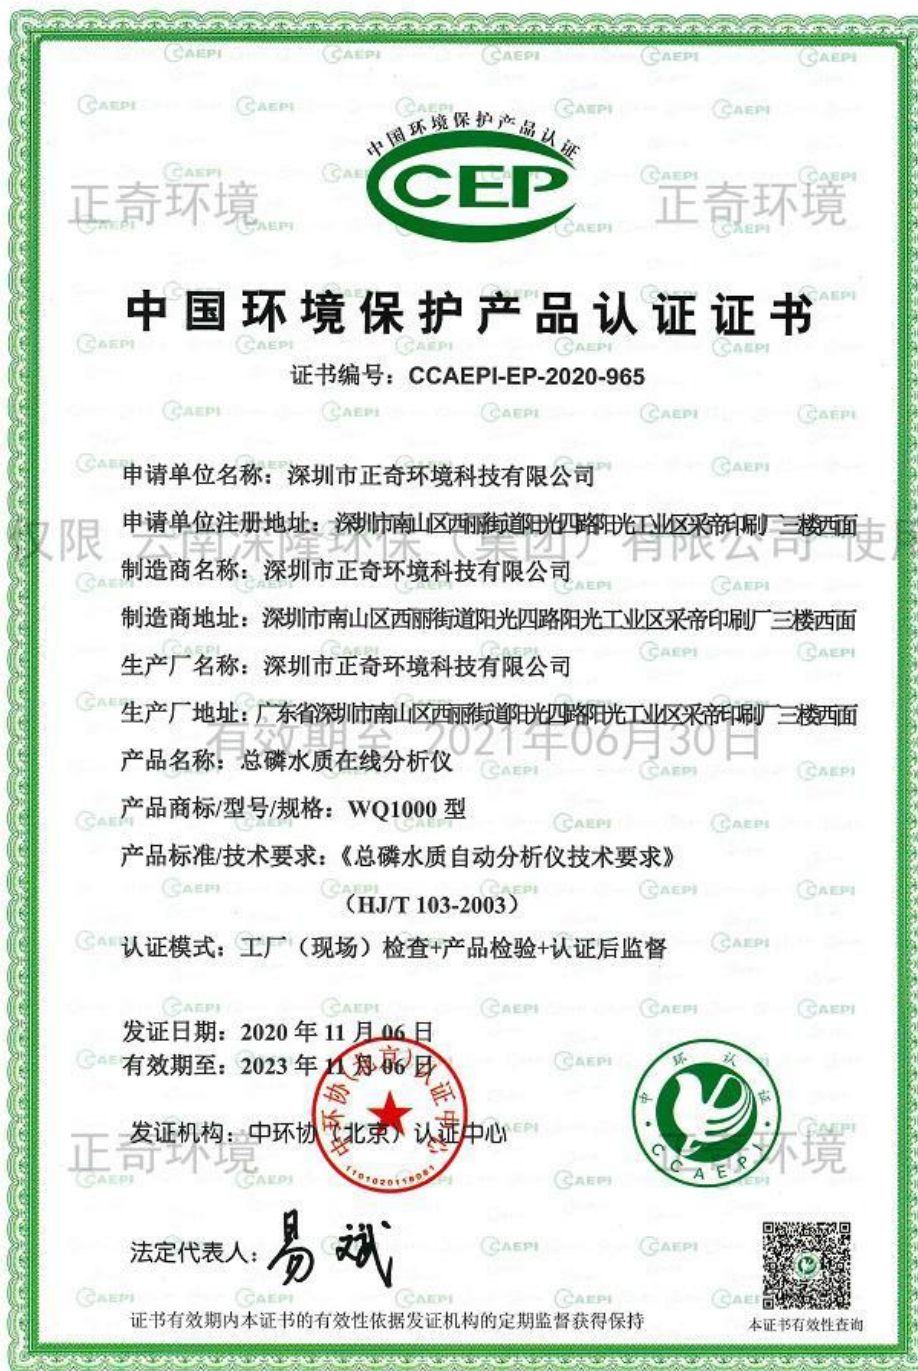 中国环境保护产品认证
CEP
正奇环境
正奇环境
中国环境保护产品认证证书
证书编号：CCAEPI-EP-2020-965
申请单位名称：深圳市正奇环境科技有限公司
申请单位注册地址：深圳市南山区西丽街道阳光四路阳光工业区采帝印刷厂三楼西面
仅限 云南深隆环保（集团）有限公司 使用
制造商名称：深圳市正奇环境科技有限公司
制造商地址：深圳市南山区西丽街道阳光四路阳光工业区采帝印刷厂三楼西面
生产厂名称：深圳市正奇环境科技有限公司
生产厂地址：广东省深圳市南山区西丽街道阳光四路阳光工业区采帝印刷厂三楼西面
有效期至 2021年06月30日
产品名称：总磷水质在线分析仪
产品商标/型号/规格：WQ1000 型
产品标准/技术要求：《总磷水质自动分析仪技术要求》
（HJ/T 103-2003）
认证模式：工厂（现场）检查+产品检验+认证后监督
发证日期：2020 年 11 月 06 日
有效期至：2023 年 11 月 06 日
中环协(北京)认证中心
中环认证
CCAEPI
发证机构：中环协（北京）认证中心
正奇环境
正奇环境
法定代表人：易斌
证书有效期内本证书的有效性依据发证机构的定期监督获得保持
本证书有效性查询